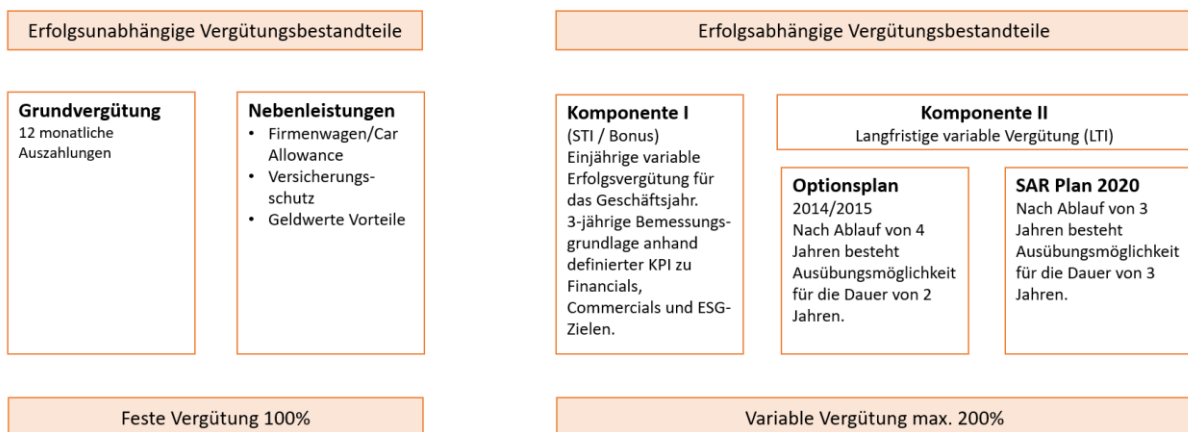 Erfolgsunabhängige Vergütungsbestandteile
Erfolgsabhängige Vergütungsbestandteile
Grundvergütung
12 monatliche
Auszahlungen
Nebenleistungen
• Firmenwagen/Car
Allowance
• Versicherungs-
schutz
• Geldwerte Vorteile
Komponente I
(STI / Bonus)
Einjährige variable
Erfolgsvergütung für
das Geschäftsjahr.
3-jährige Bemessungs-
grundlage anhand
definierter KPI zu
Financials,
Commercials und ESG-
Zielen.
Komponente II
Langfristige variable Vergütung (LTI)
Optionsplan
2014/2015
Nach Ablauf von 4
Jahren besteht
Ausübungsmöglichkeit
für die Dauer von 2
Jahren.
SAR Plan 2020
Nach Ablauf von 3
Jahren besteht
Ausübungsmöglichkeit
für die Dauer von 3
Jahren.
Feste Vergütung 100%
Variable Vergütung max. 200%